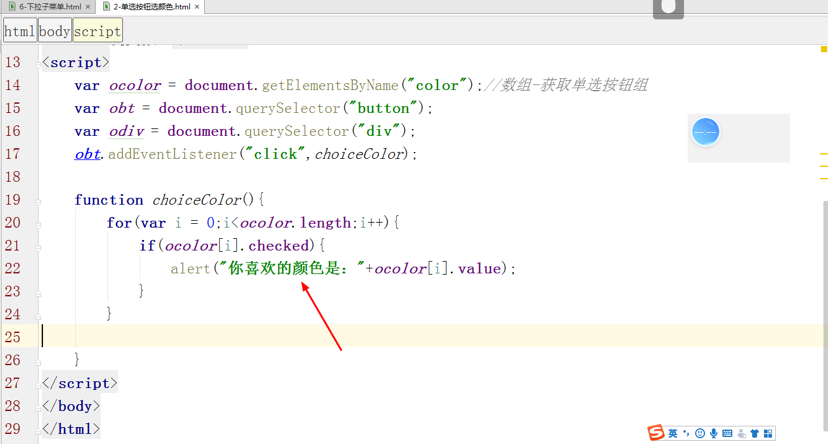 6-下拉子菜单.html × 2-单选按钮选颜色.html ×
html body script
13 <script>
14 var ocolor = document.getElementsByName("color");//数组-获取单选按钮组
15 var obt = document.querySelector("button");
16 var odiv = document.querySelector("div");
17 obt.addEventListener("click",choiceColor);
18
19 function choiceColor(){
20 for(var i = 0;i<ocolor.length;i++){
21 if(ocolor[i].checked){
22 alert("你喜欢的颜色是："+ocolor[i].value);
23 }
24 }
25
26 }
27 </script>
28 </body>
29 </html>
英